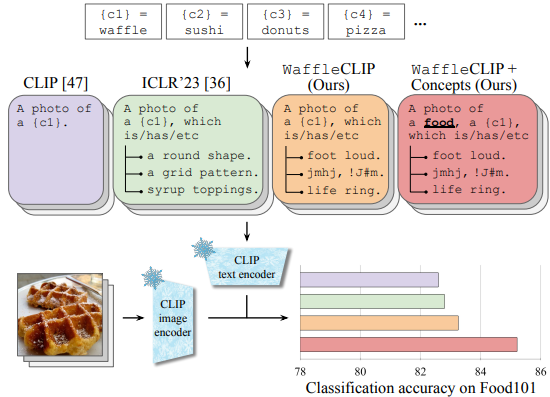 {c1} =
waffle
{c2} =
sushi
{c3} =
donuts
{c4} =
pizza
...
CLIP [47]
A photo of
a {c1}.
ICLR'23 [36]
A photo of
a {c1}, which
is/has/etc
a round shape.
a grid pattern.
syrup toppings.
WaffleCLIP
(Ours)
A photo of
a {c1}, which
is/has/etc
foot loud.
jmhj, !J#m.
life ring.
WaffleCLIP +
Concepts (Ours)
A photo of
a food, a {c1},
which is/has/etc
foot loud.
jmhj, !J#m.
life ring.
CLIP
text encoder
CLIP
image
encoder
78 80 82 84 86
Classification accuracy on Food101